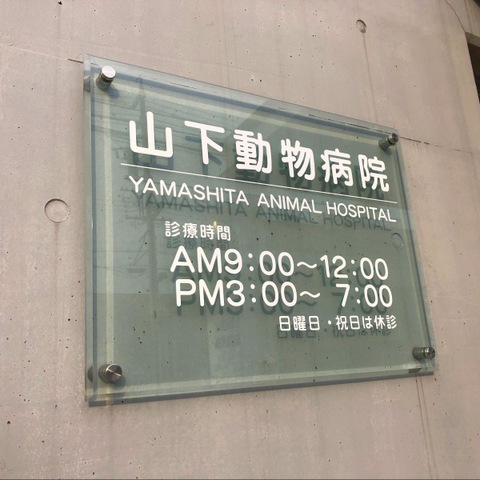 山下動物病院
YAMASHITA ANIMAL HOSPITAL
診療時間
AM9:00〜12:00
PM3:00〜 7:00
日曜日・祝日は休診